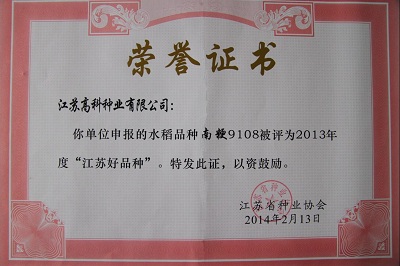 荣誉证书
江苏高科种业有限公司：
你单位申报的水稻品种南粳9108被评为2013年
度“江苏好品种”。特发此证，以资鼓励。
江苏省种业协会
2014年2月13日